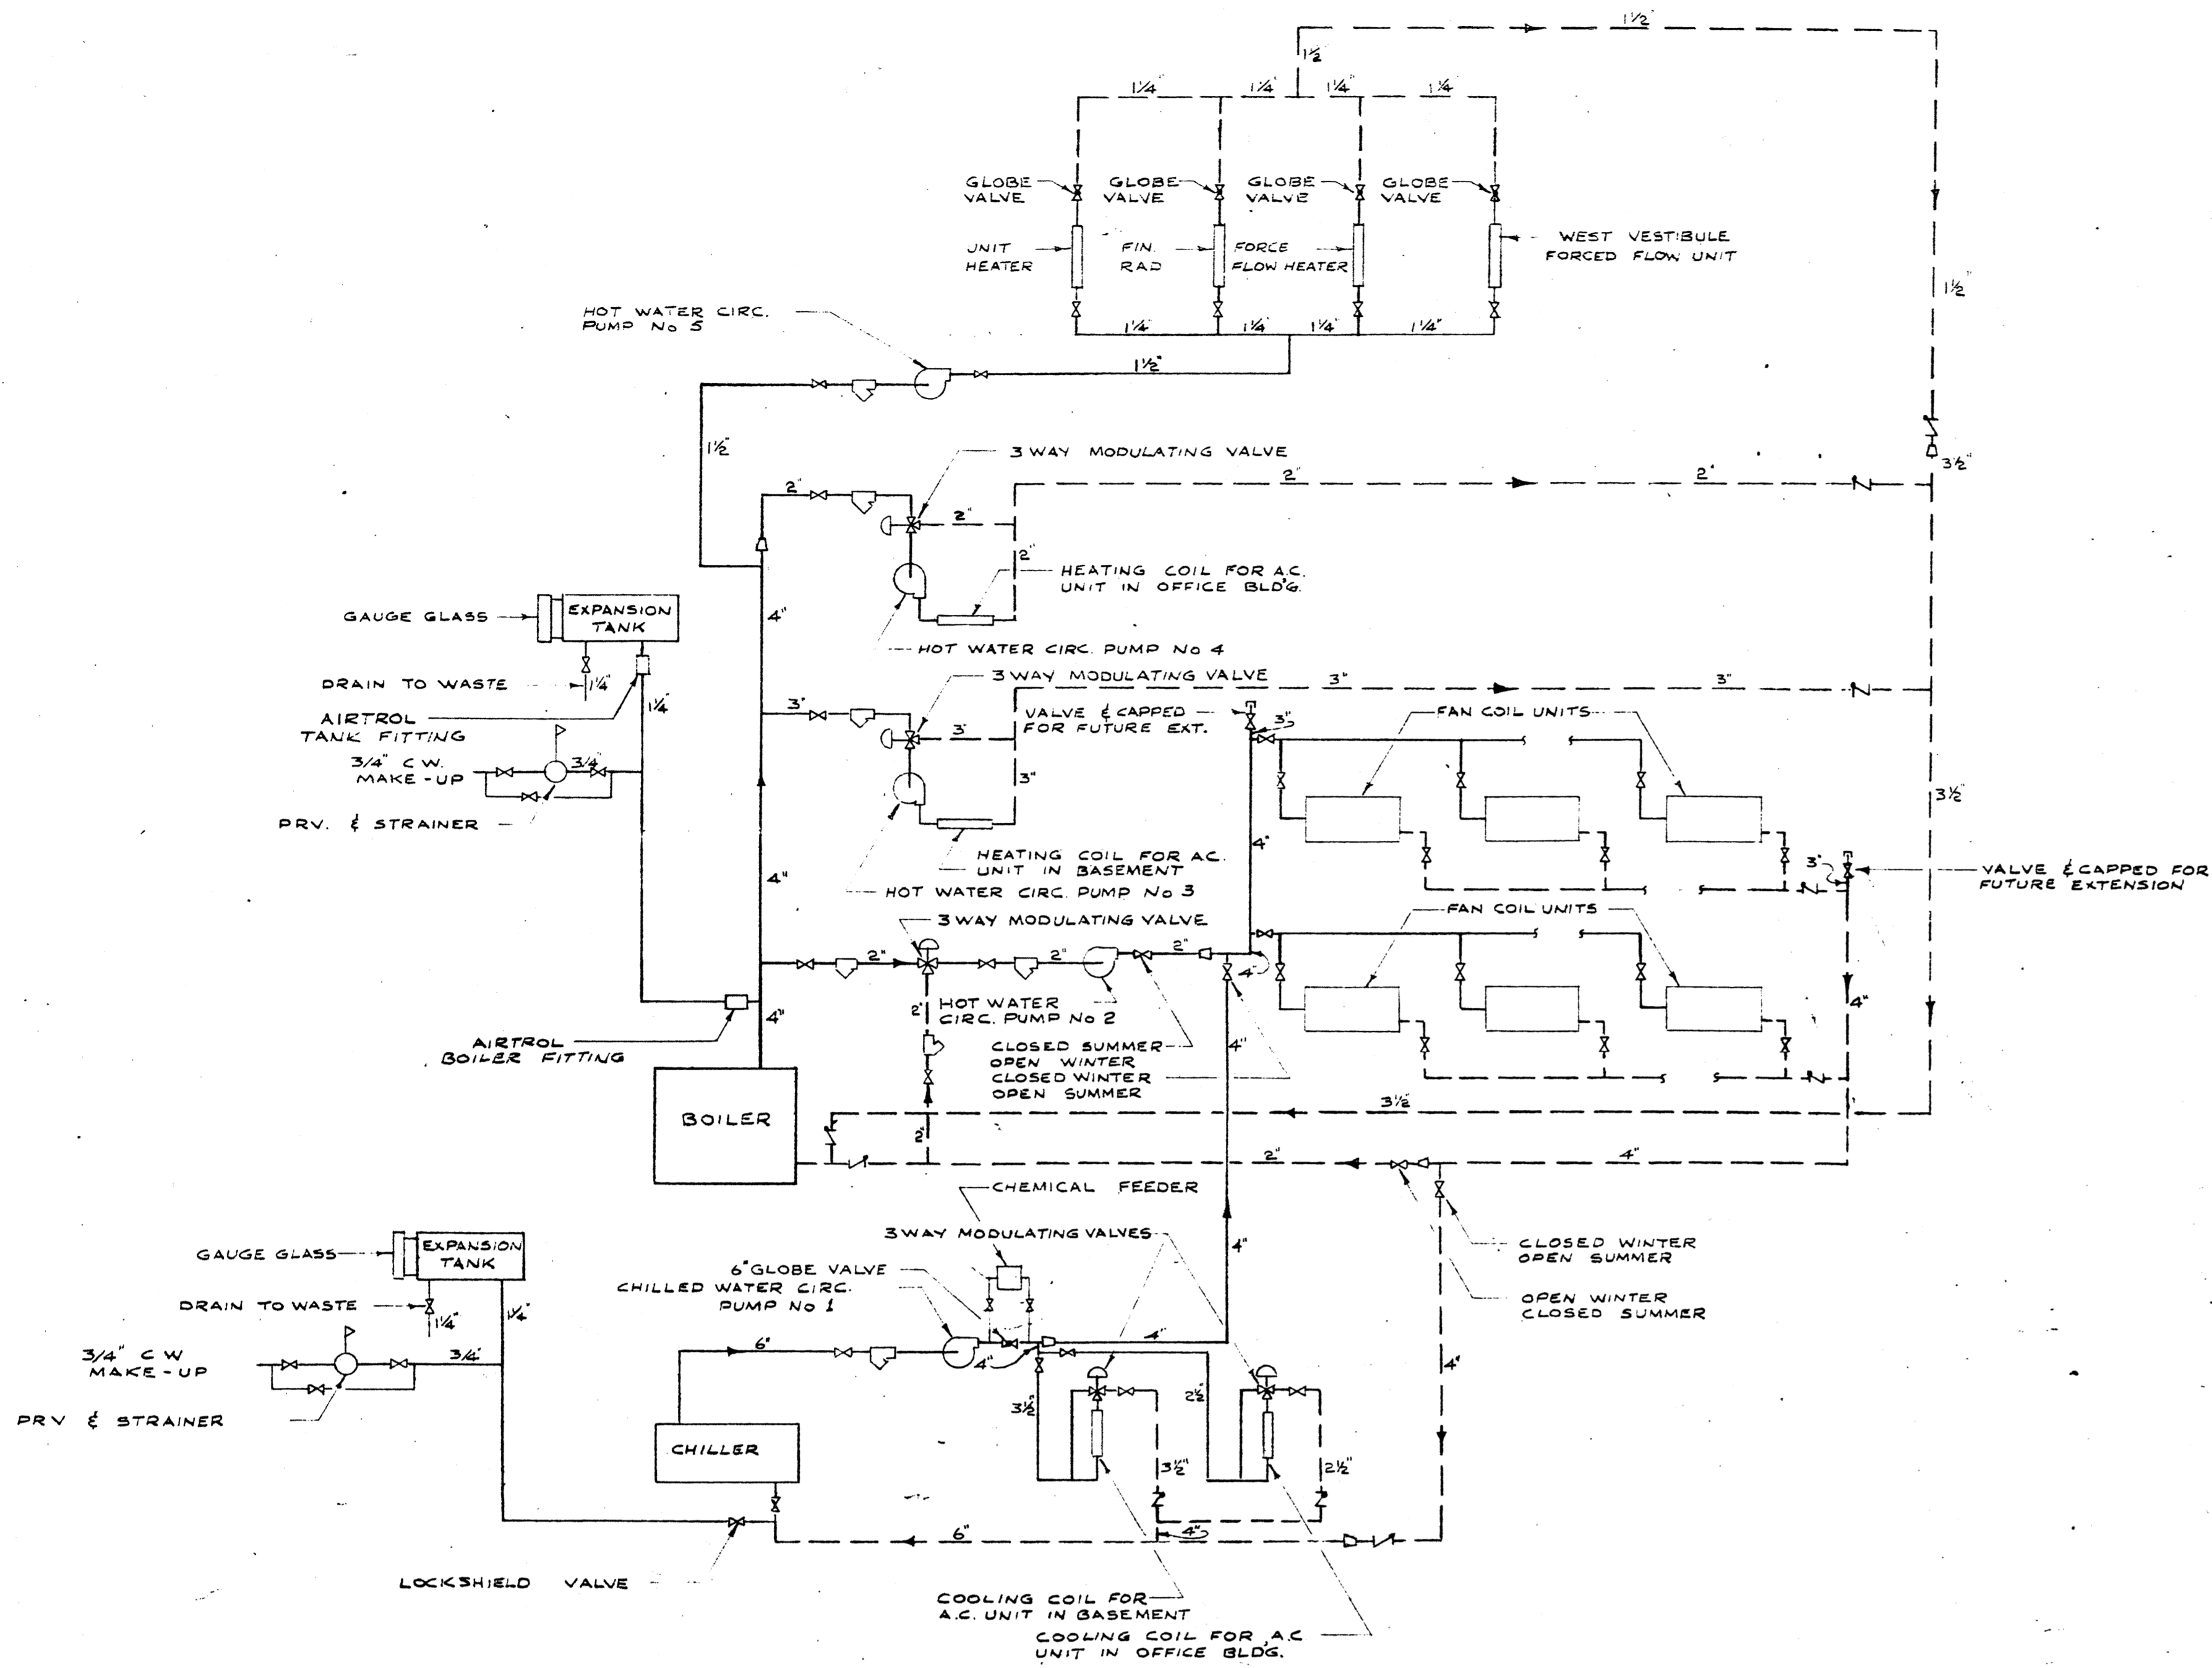 1½"
1½"
1¼"
1¼"
1¼"
1¼"
GLOBE
VALVE
GLOBE
VALVE
GLOBE
VALVE
GLOBE
VALVE
UNIT
HEATER
FIN.
RAD
FORCE
FLOW HEATER
WEST VESTIBULE
FORCED FLOW UNIT
1½"
HOT WATER CIRC.
PUMP No 5
1¼"
1¼"
1¼"
1¼"
1½"
1½"
3 WAY MODULATING VALVE
3½"
2"
2"
2"
2"
2"
HEATING COIL FOR A.C.
UNIT IN OFFICE BLD'G.
4"
GAUGE GLASS
EXPANSION
TANK
HOT WATER CIRC. PUMP No 4
DRAIN TO WASTE
1¼"
1¼"
AIRTROL
TANK FITTING
3 WAY MODULATING VALVE
3"
3"
3"
3"
3"
VALVE & CAPPED
FOR FUTURE EXT.
3"
FAN COIL UNITS
3/4" C W.
MAKE-UP
3/4"
PRV. & STRAINER
3½"
4"
HEATING COIL FOR A.C.
UNIT IN BASEMENT
HOT WATER CIRC. PUMP No 3
4"
3"
VALVE & CAPPED FOR
FUTURE EXTENSION
3 WAY MODULATING VALVE
FAN COIL UNITS
2"
2"
2"
4"
4"
HOT WATER
CIRC. PUMP No 2
2"
4"
AIRTROL
BOILER FITTING
CLOSED SUMMER
OPEN WINTER
CLOSED WINTER
OPEN SUMMER
4"
BOILER
3½"
2"
2"
4"
CHEMICAL FEEDER
3 WAY MODULATING VALVES
4"
GAUGE GLASS
EXPANSION
TANK
CLOSED WINTER
OPEN SUMMER
6" GLOBE VALVE
CHILLED WATER CIRC.
PUMP No 1
OPEN WINTER
CLOSED SUMMER
DRAIN TO WASTE
1¼"
1¼"
3/4" C W
MAKE-UP
3/4"
6"
4"
4"
4"
PRV & STRAINER
3½"
2½"
CHILLER
3½"
2½"
6"
4"
LOCKSHIELD VALVE
COOLING COIL FOR
A.C. UNIT IN BASEMENT
COOLING COIL FOR A.C
UNIT IN OFFICE BLDG.